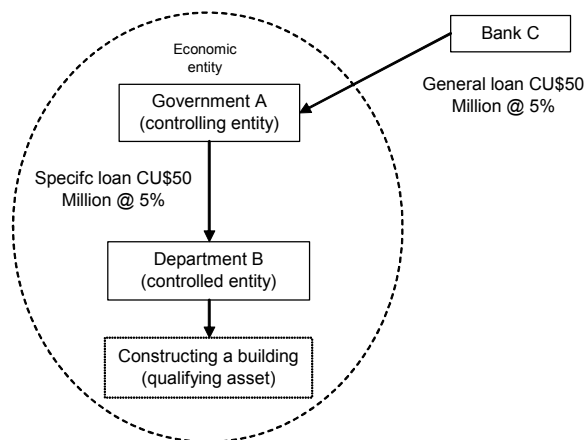 Bank C
Economic
entity
General loan CU$50
Million @ 5%
Government A
(controlling entity)
Specifc loan CU$50
Million @ 5%
Department B
(controlled entity)
Constructing a building
(qualifying asset)